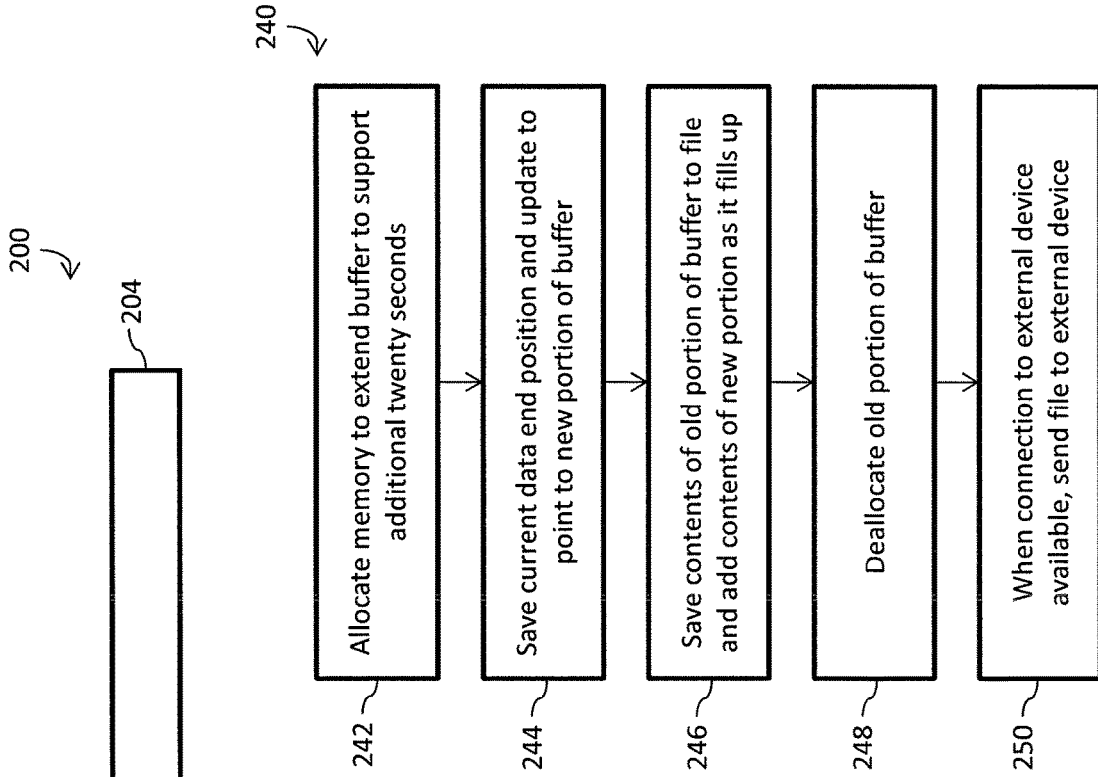 200
204
240
242
Allocate memory to extend buffer to support
additional twenty seconds
244
Save current data end position and update to
point to new portion of buffer
246
Save contents of old portion of buffer to file
and add contents of new portion as it fills up
248
Deallocate old portion of buffer
250
When connection to external device
available, send file to external device